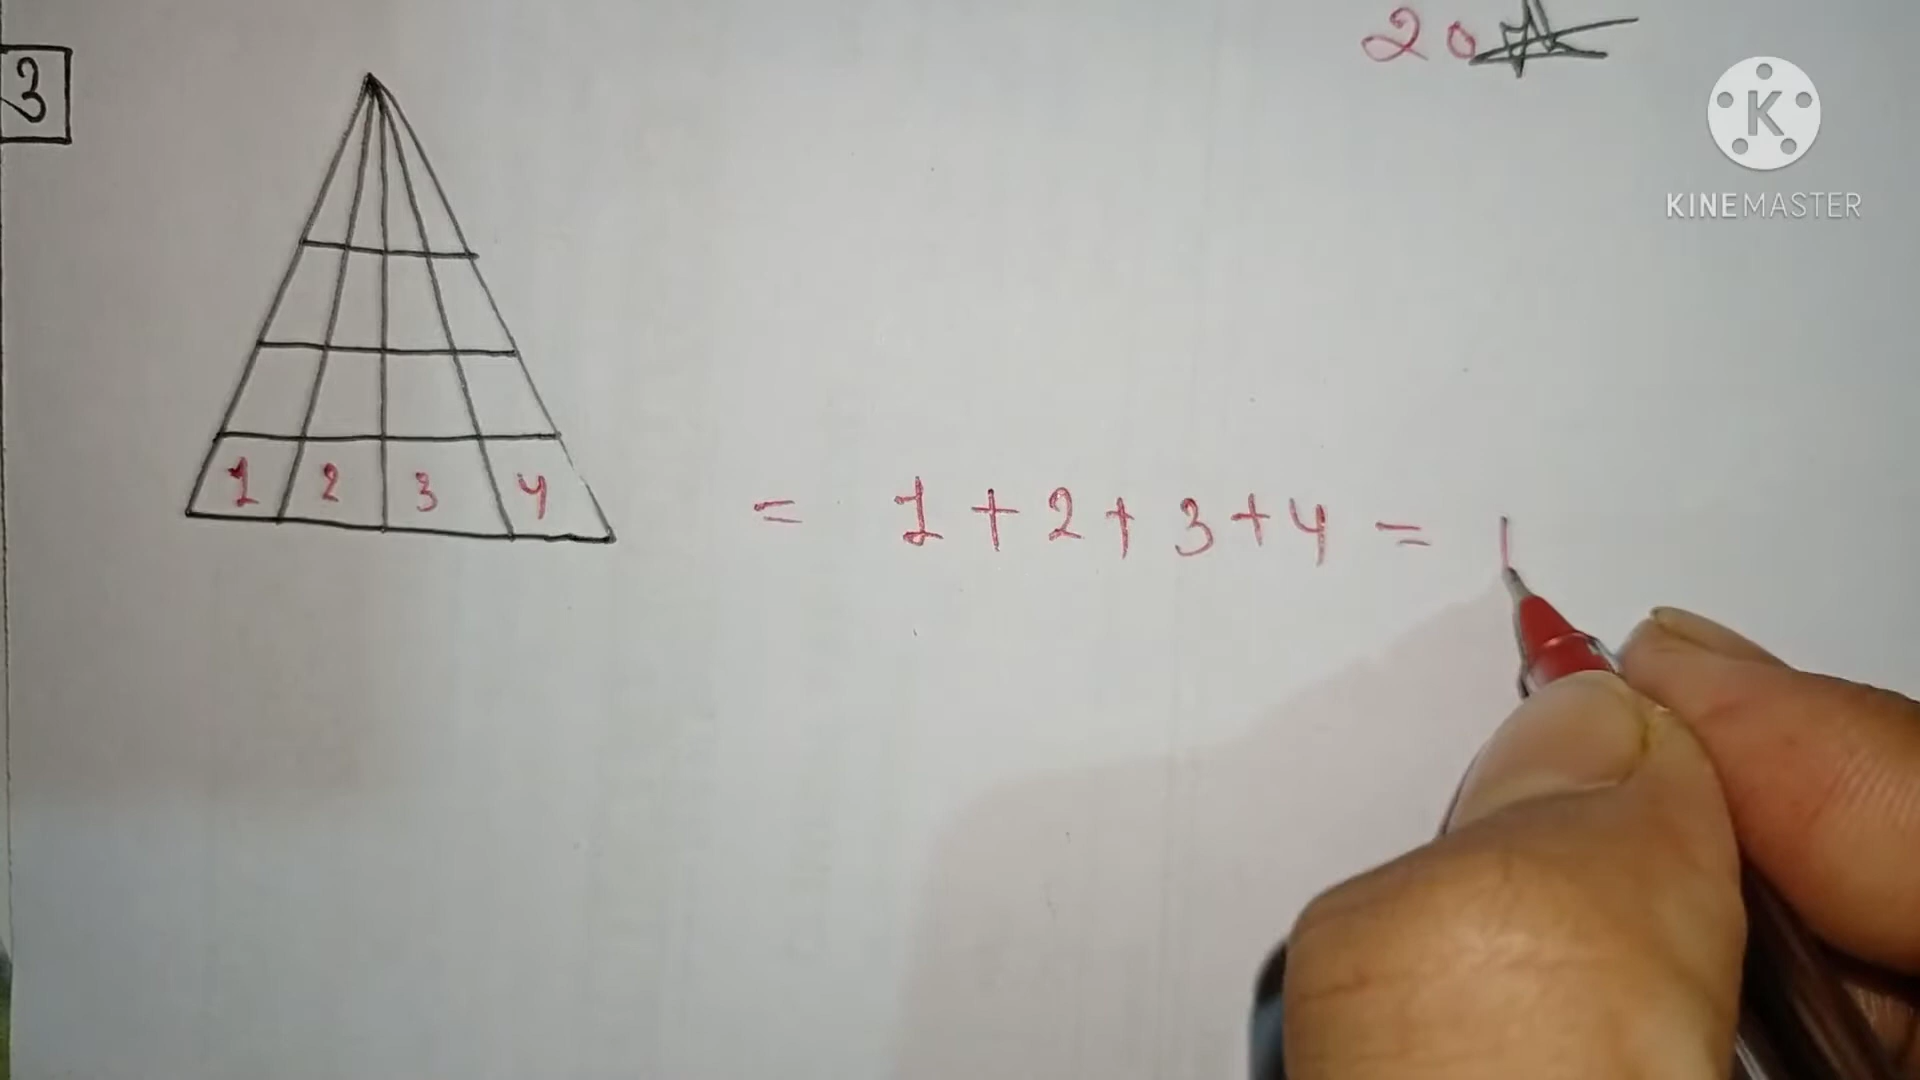 20
3
K
KINEMASTER
1 2 3 4 = 1 + 2 + 3 + 4 = 1